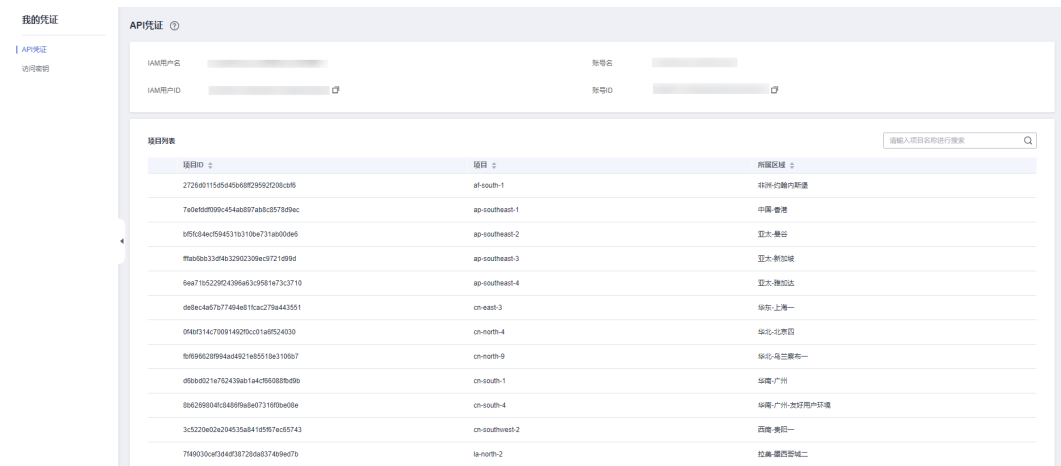 我的凭证
API凭证
访问密钥
API凭证
IAM用户名
账号名
IAM用户ID
账号ID
项目列表
请输入项目名称进行搜索
项目ID 项目 所属区域
2726d0115d5d45b68ff29592f208cbf6 af-south-1 非洲-约翰内斯堡
7e0efddf099c454ab897ab8c8578d9ec ap-southeast-1 中国-香港
bf5fc84ecf594531b310be731ab00de6 ap-southeast-2 亚太-曼谷
fffab6bb33df4b32902309ec9721d99d ap-southeast-3 亚太-新加坡
6ea71b5229f24396a63c9581e73c3710 ap-southeast-4 亚太-雅加达
de8ec4a67b77494e81fcac279a443551 cn-east-3 华东-上海一
0f4bf314c70091492f0cc01a6f524030 cn-north-4 华北-北京四
fbf696628f994ad4921e85518e3106b7 cn-north-9 华北-乌兰察布一
d6bbd021e762439ab1a4cf66088fbd9b cn-south-1 华南-广州
8b6269804fc8486f9a8e07316f0be08e cn-south-4 华南-广州-友好用户环境
3c5220e02e204535a841d5f67ec65743 cn-southwest-2 西南-贵阳一
7f49030cef3d4df38728da8374b9ed7b la-north-2 拉美-墨西哥城二